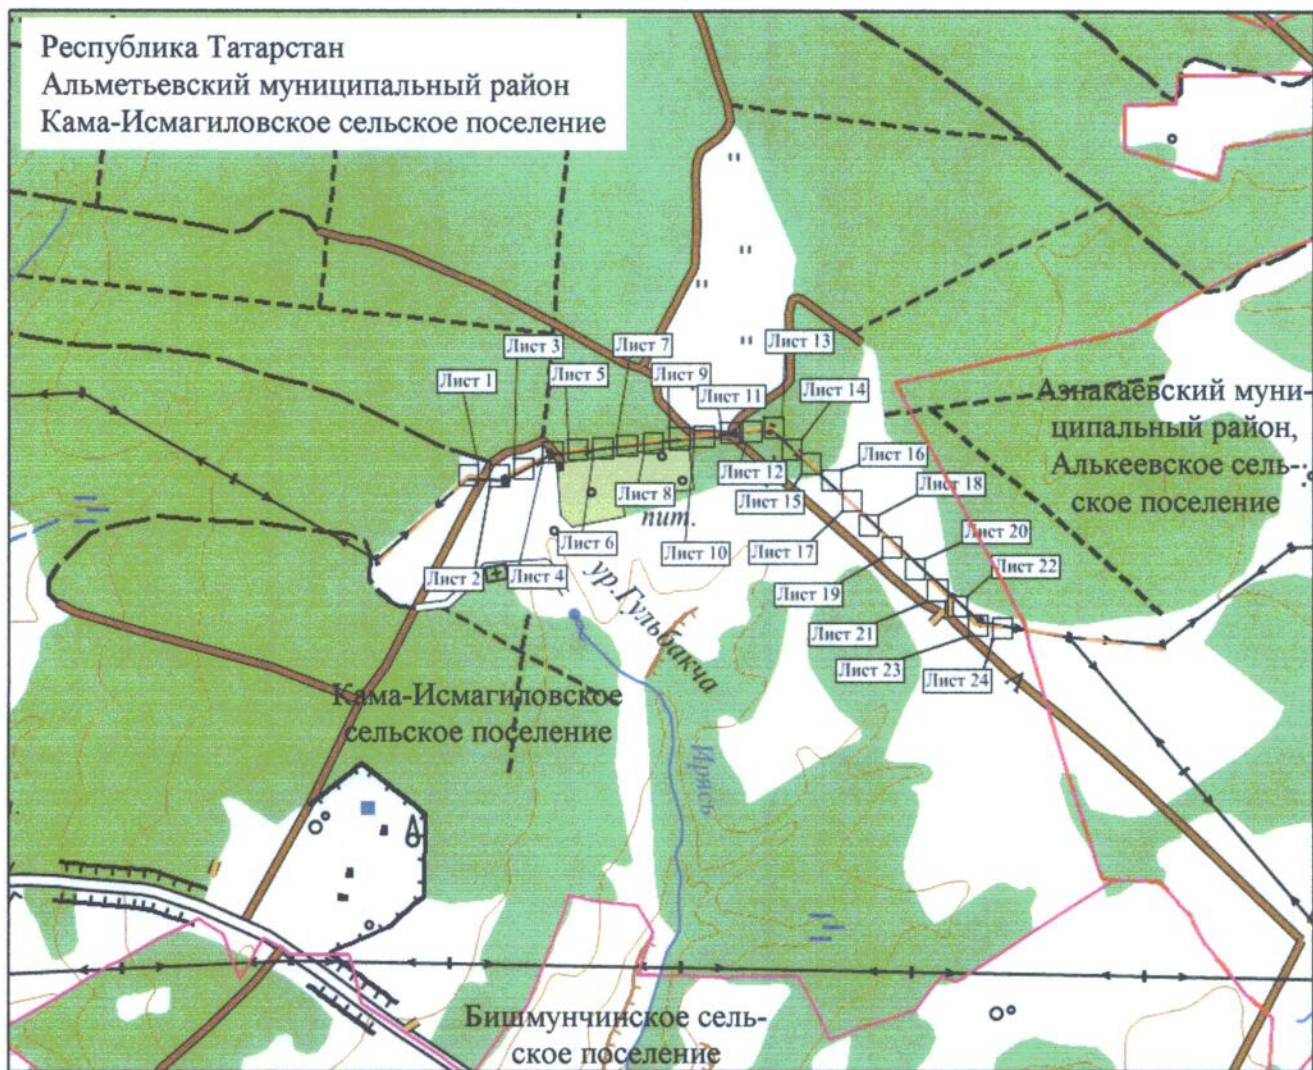 Республика Татарстан
Альметьевский муниципальный район
Кама-Исмагиловское сельское поселение
Лист 1
Лист 3
Лист 5
Лист 7
Лист 9
Лист 11
Лист 13
Лист 14
Азнакаевский муни-
ципальный район,
Алькеевское сель-
ское поселение
Лист 12
Лист 16
Лист 8
Лист 15
Лист 18
пит.
Лист 6
Лист 10
Лист 17
Лист 20
Лист 2
Лист 4
Лист 19
Лист 22
ур.Гульбакча
Лист 21
Лист 23
Лист 24
Кама-Исмагиловское
сельское поселение
Ирясь
Бишмунчинское сель-
ское поселение